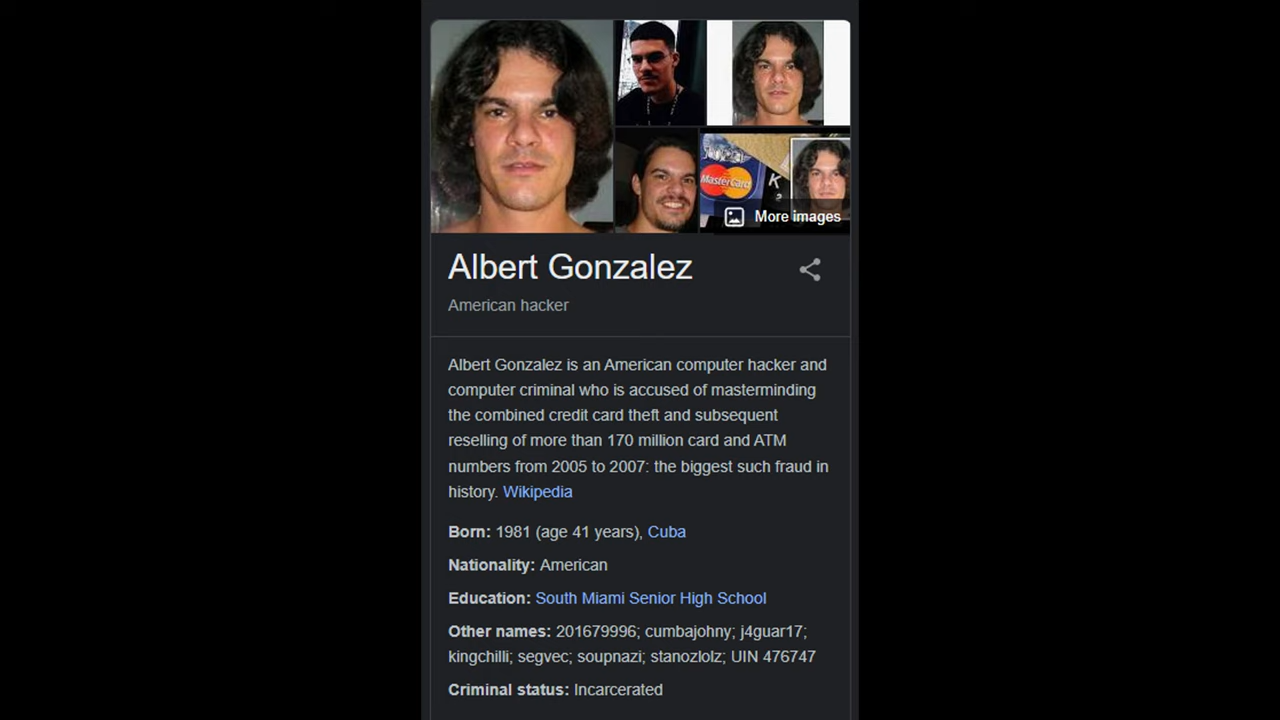 MasterCard
K
More images
Albert Gonzalez
American hacker
Albert Gonzalez is an American computer hacker and
computer criminal who is accused of masterminding
the combined credit card theft and subsequent
reselling of more than 170 million card and ATM
numbers from 2005 to 2007: the biggest such fraud in
history. Wikipedia
Born: 1981 (age 41 years), Cuba
Nationality: American
Education: South Miami Senior High School
Other names: 201679996; cumbajohny; j4guar17;
kingchilli; segvec; soupnazi; stanozlolz; UIN 476747
Criminal status: Incarcerated